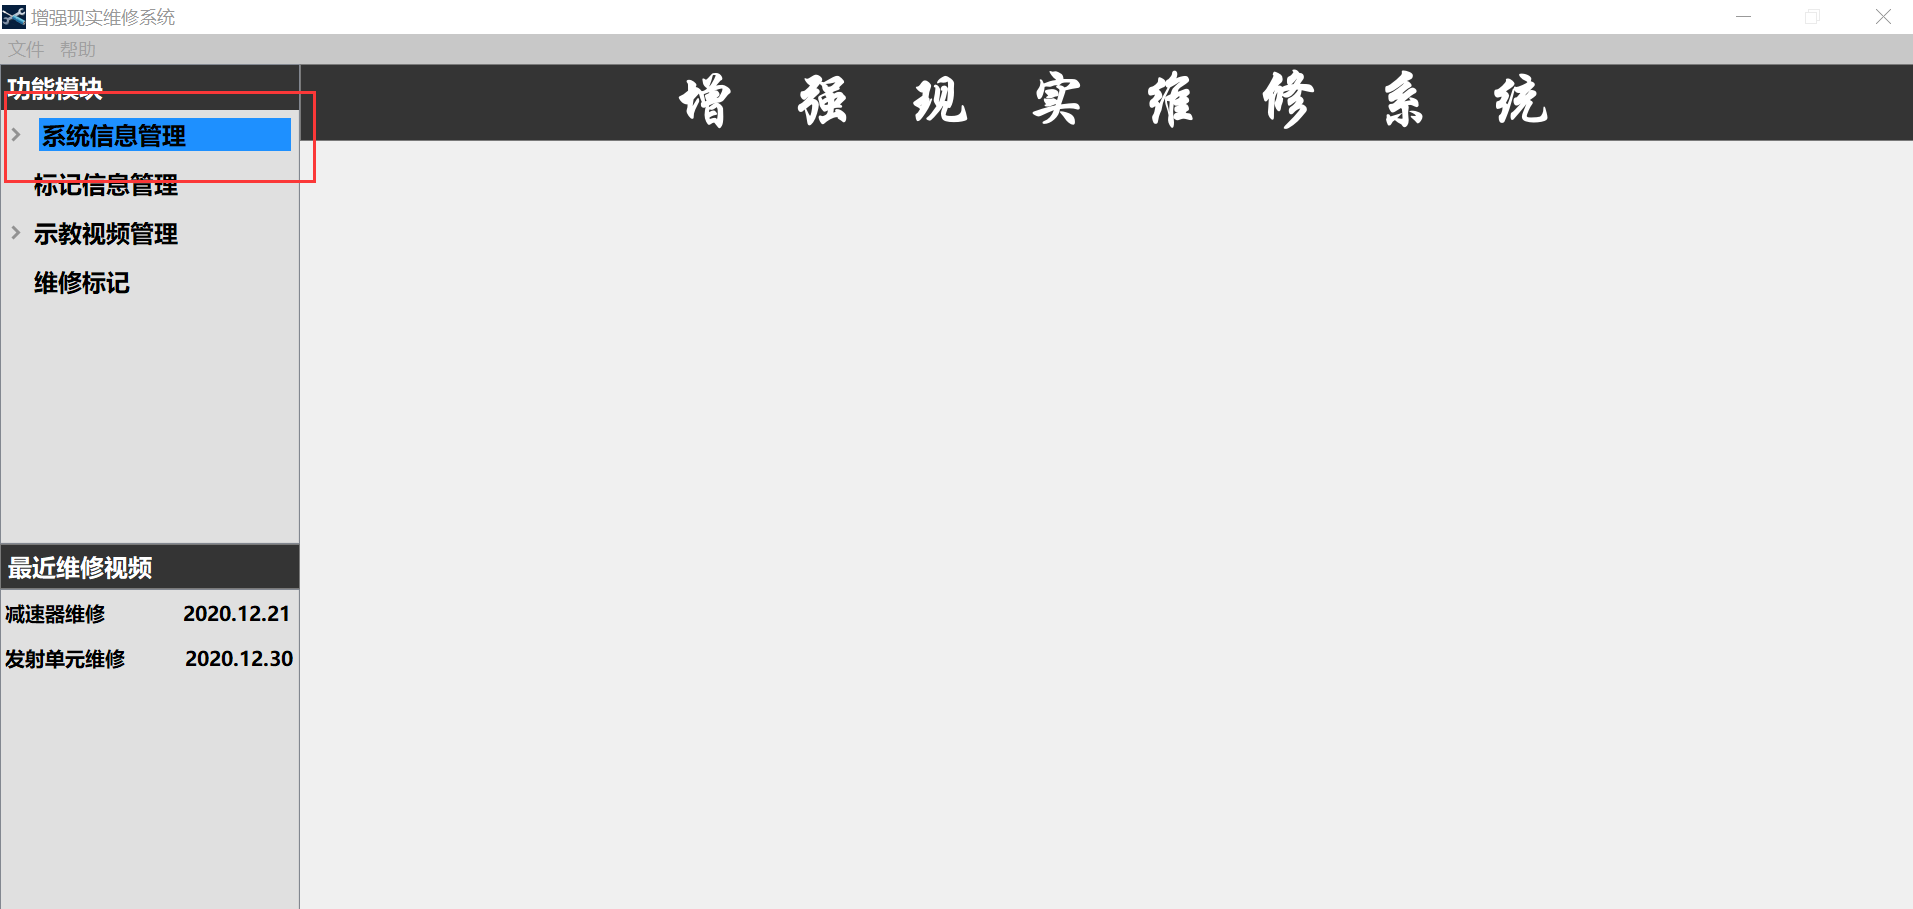 增强现实维修系统
文件 帮助
功能模块
增强现实维修系统
系统信息管理
标记信息管理
示教视频管理
维修标记
最近维修视频
减速器维修 2020.12.21
发射单元维修 2020.12.30